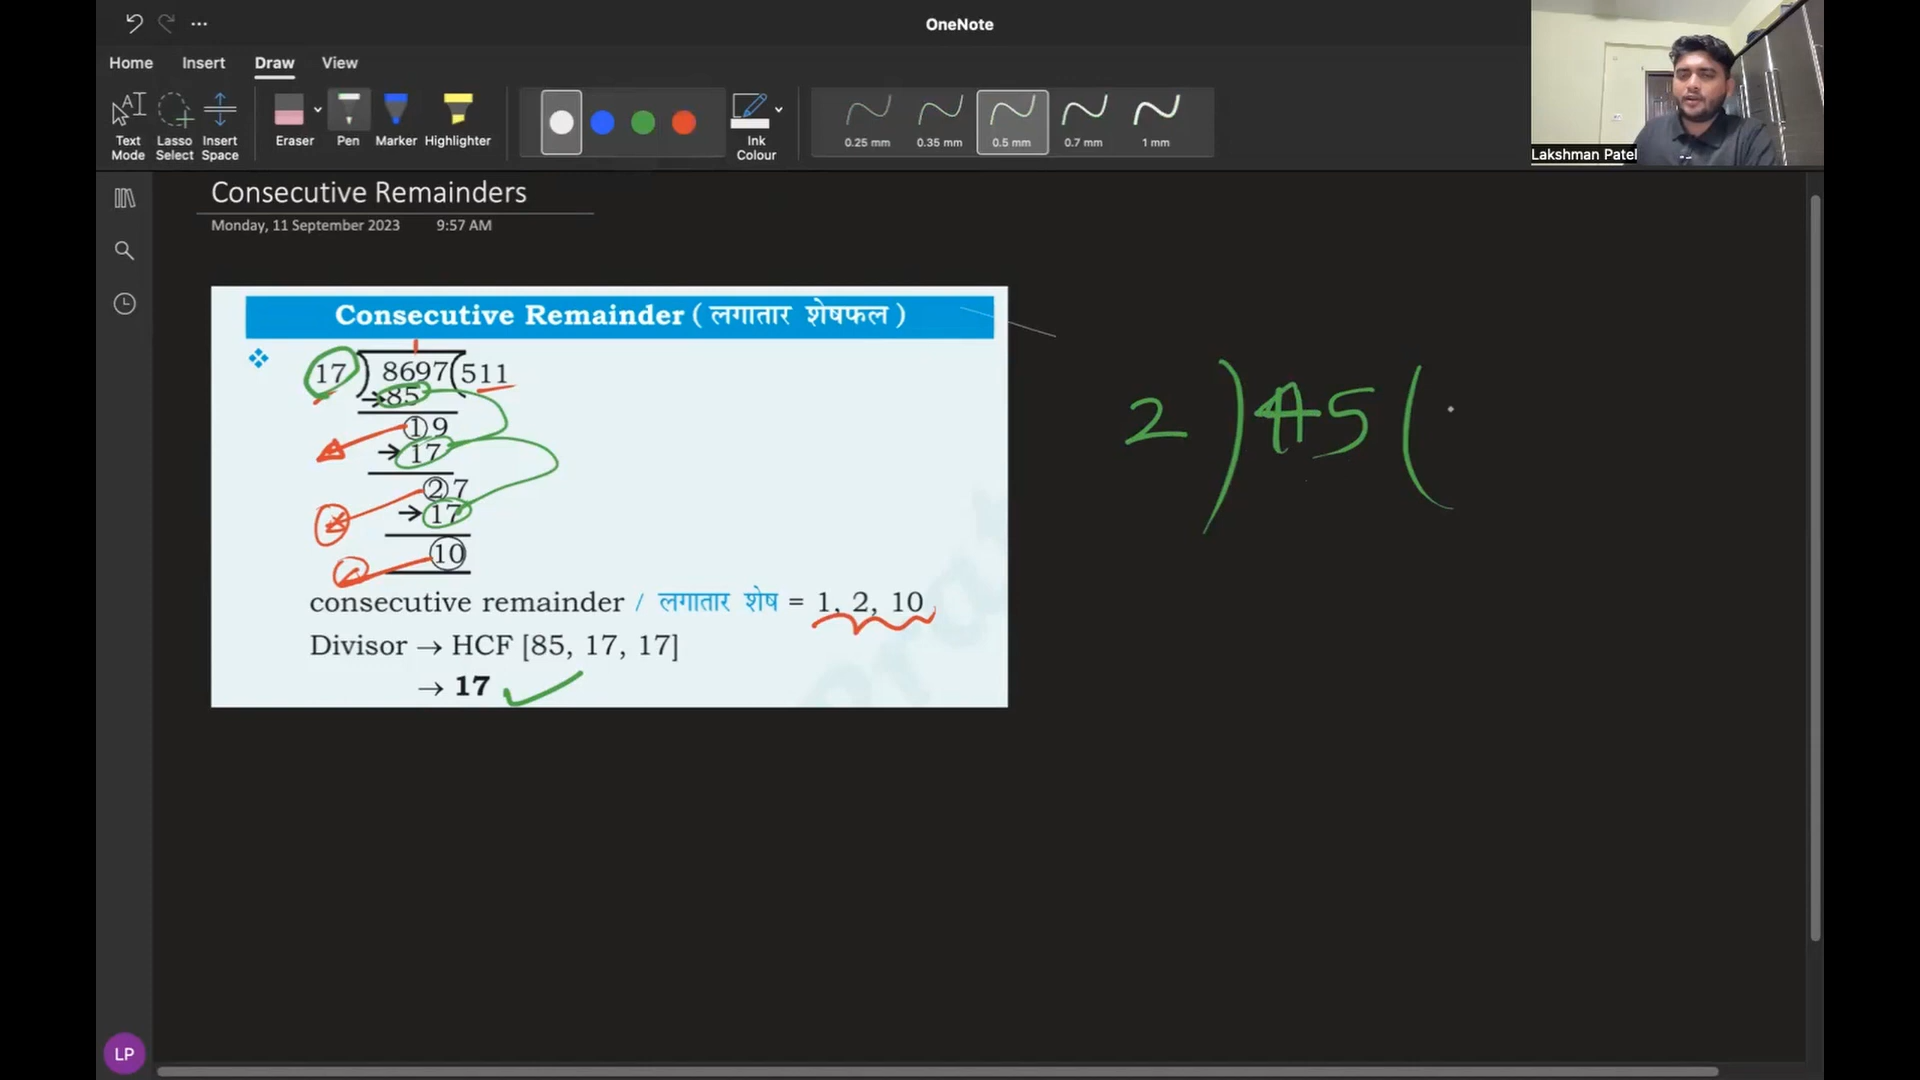 OneNote
Home Insert Draw View
Text Mode Lasso Select Insert Space Eraser Pen Marker Highlighter Ink Colour 0.25 mm 0.35 mm 0.5 mm 0.7 mm 1 mm
Lakshman Patel
Consecutive Remainders
Monday, 11 September 2023 9:57 AM
Consecutive Remainder ( लगातार शेषफल )
17 ) 8697 ( 511
→85
19
→17
27
→17
10
consecutive remainder / लगातार शेष = 1, 2, 10
Divisor → HCF [85, 17, 17]
→ 17
2 ) 45 (
LP